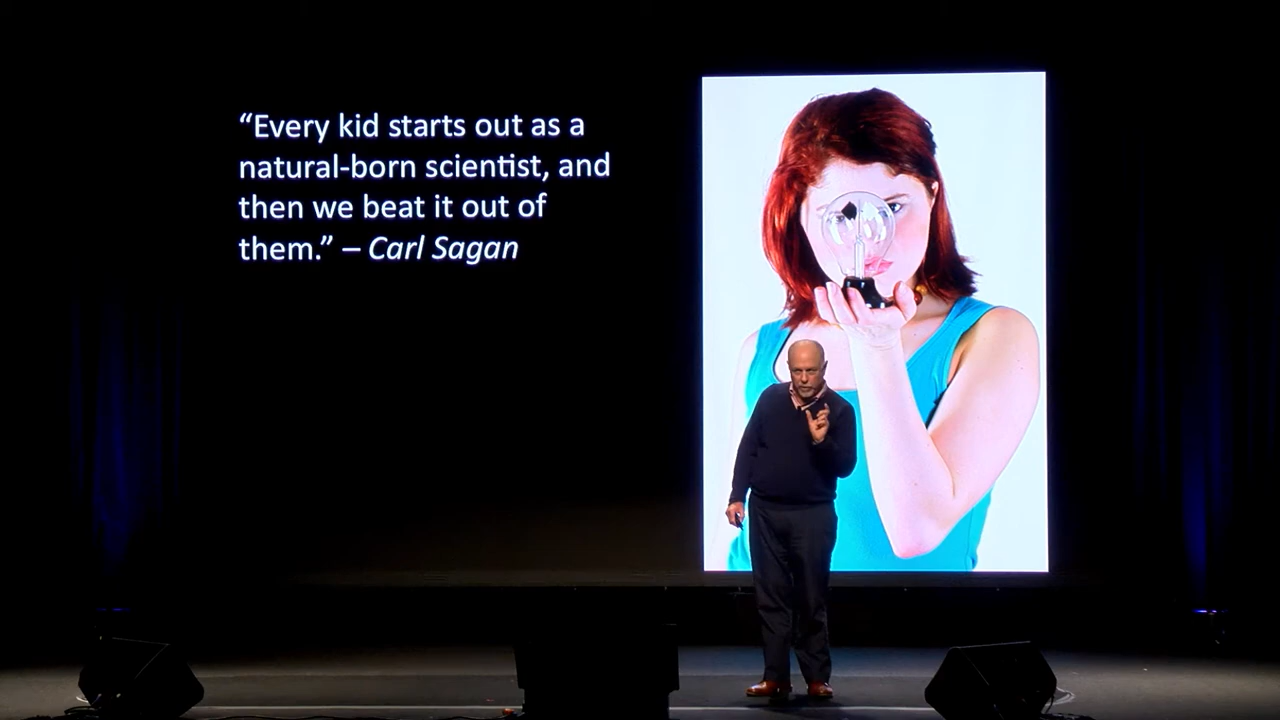 “Every kid starts out as a
natural-born scientist, and
then we beat it out of
them.” – Carl Sagan